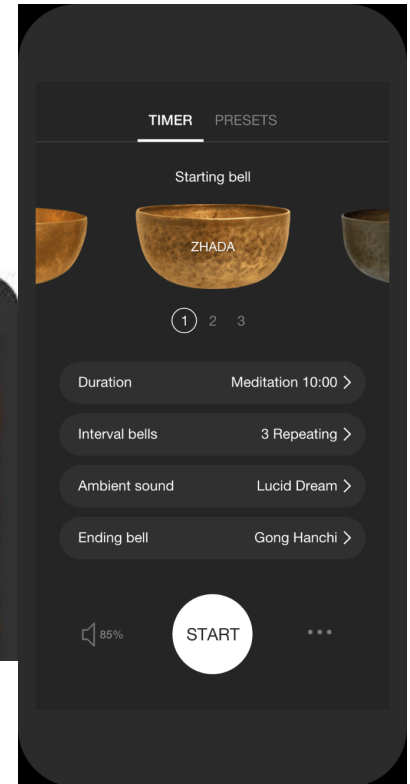 TIMER PRESETS
Starting bell
ZHADA
1 2 3
Duration Meditation 10:00 >
Interval bells 3 Repeating >
Ambient sound Lucid Dream >
Ending bell Gong Hanchi >
85% START •••